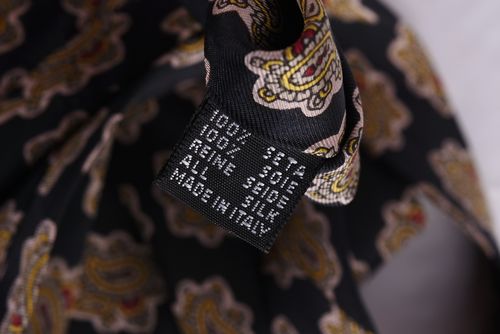 100% SETA
100% SOIE
REINE SEIDE
ALL SILK
MADE IN ITALY